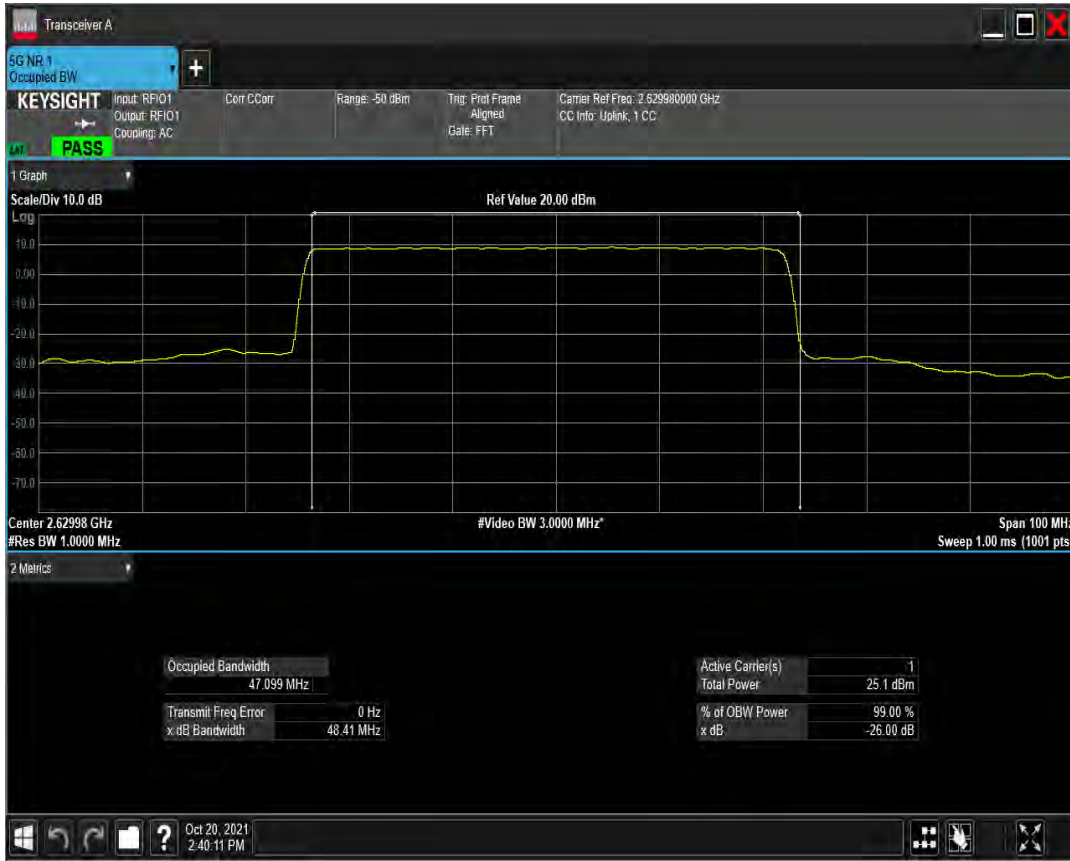 Transceiver A
5G NR 1
Occupied BW
+
KEYSIGHT
Input: RFIO1
Output: RFIO1
Coupling: AC
Corr CCorr
Range: -50 dBm
Trig: Prot Frame
Aligned
Gate: FFT
Carrier Ref Freq: 2.629980000 GHz
CC Info: Uplink, 1 CC
PASS
1 Graph
Scale/Div 10.0 dB
Ref Value 20.00 dBm
Log
10.0
0.00
-10.0
-20.0
-30.0
-40.0
-50.0
-60.0
-70.0
Center 2.62998 GHz
#Video BW 3.0000 MHz*
Span 100 MHz
#Res BW 1.0000 MHz
Sweep 1.00 ms (1001 pts
2 Metrics
Occupied Bandwidth
47.099 MHz
Transmit Freq Error 0 Hz
x dB Bandwidth 48.41 MHz
Active Carrier(s) 1
Total Power 25.1 dBm
% of OBW Power 99.00 %
x dB -26.00 dB
?
Oct 20, 2021
2:40:11 PM